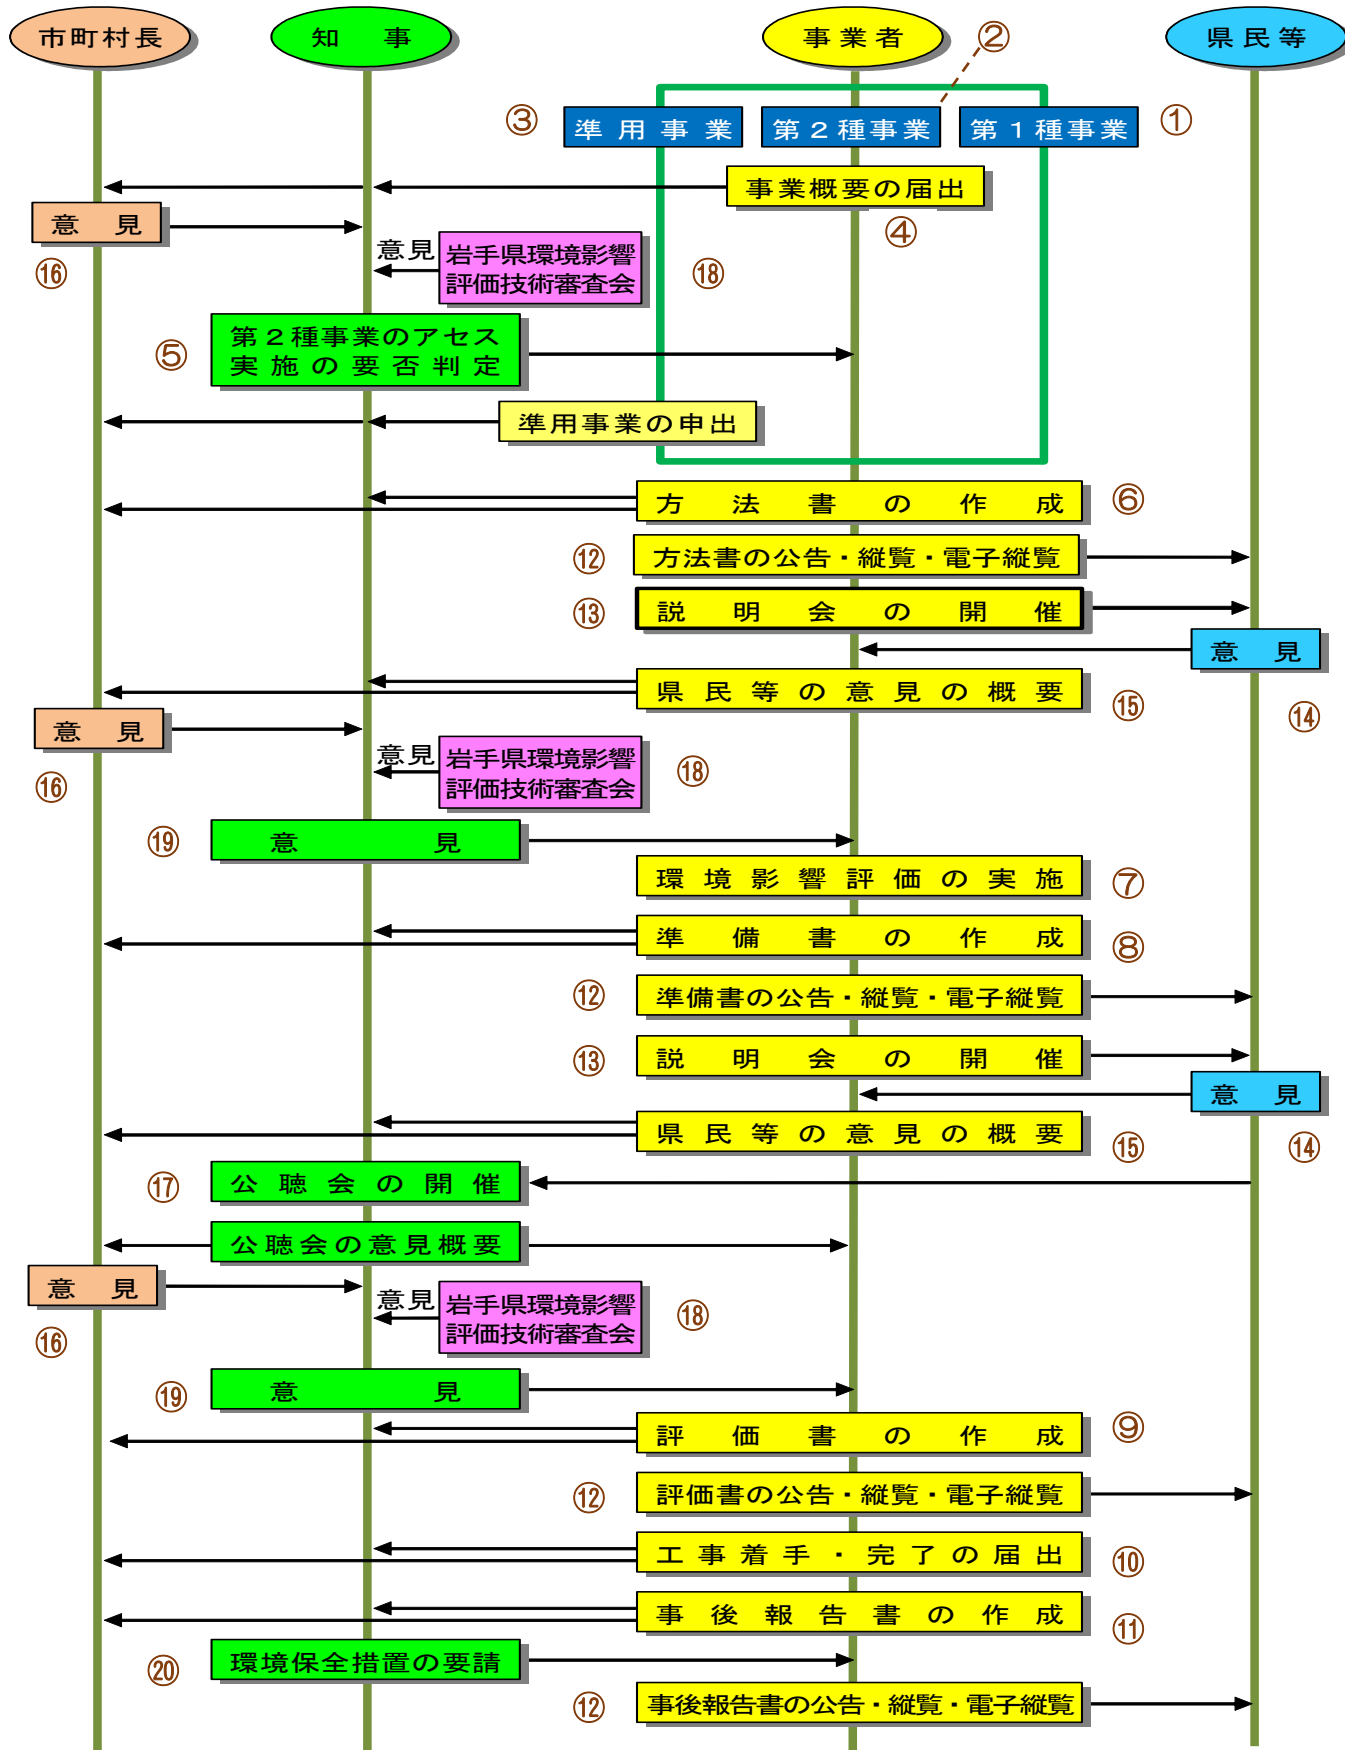 市町村長
知　事
事業者
②
県民等
③
準用事業
第２種事業
第１種事業
①
事業概要の届出
意見
④
⑯
意見
岩手県環境影響
評価技術審査会
⑱
⑤
第２種事業のアセス
実施の要否判定
準用事業の申出
方法書の作成
⑥
⑫
方法書の公告・縦覧・電子縦覧
⑬
説明会の開催
意見
県民等の意見の概要
⑮
⑭
意見
⑯
意見
岩手県環境影響
評価技術審査会
⑱
⑲
意見
環境影響評価の実施
⑦
準備書の作成
⑧
⑫
準備書の公告・縦覧・電子縦覧
⑬
説明会の開催
意見
県民等の意見の概要
⑮
⑭
⑰
公聴会の開催
公聴会の意見概要
意見
⑯
意見
岩手県環境影響
評価技術審査会
⑱
⑲
意見
評価書の作成
⑨
⑫
評価書の公告・縦覧・電子縦覧
工事着手・完了の届出
⑩
事後報告書の作成
⑪
⑳
環境保全措置の要請
⑫
事後報告書の公告・縦覧・電子縦覧